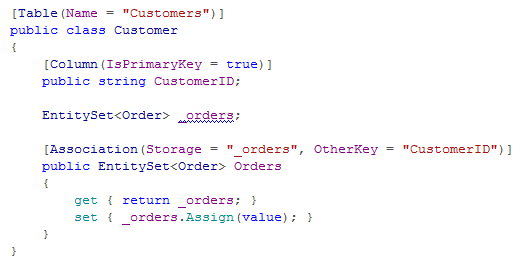 [Table(Name = "Customers")]
public class Customer
{
[Column(IsPrimaryKey = true)]
public string CustomerID;
EntitySet<Order> _orders;
[Association(Storage = "_orders", OtherKey = "CustomerID")]
public EntitySet<Order> Orders
{
get { return _orders; }
set { _orders.Assign(value); }
}
}